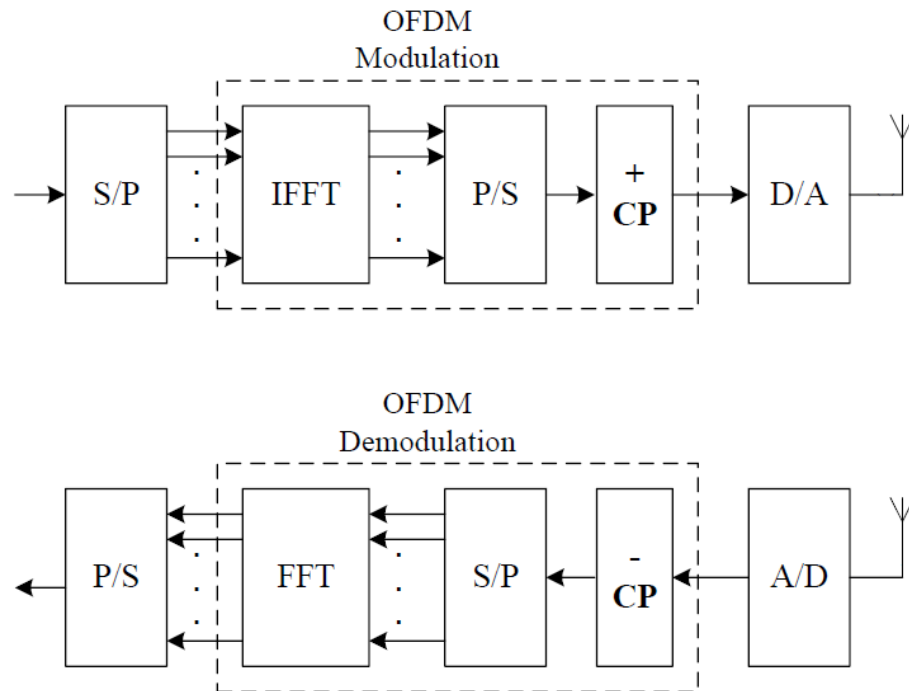 OFDM
Modulation
S/P
IFFT
P/S
+
CP
D/A
OFDM
Demodulation
P/S
FFT
S/P
-
CP
A/D